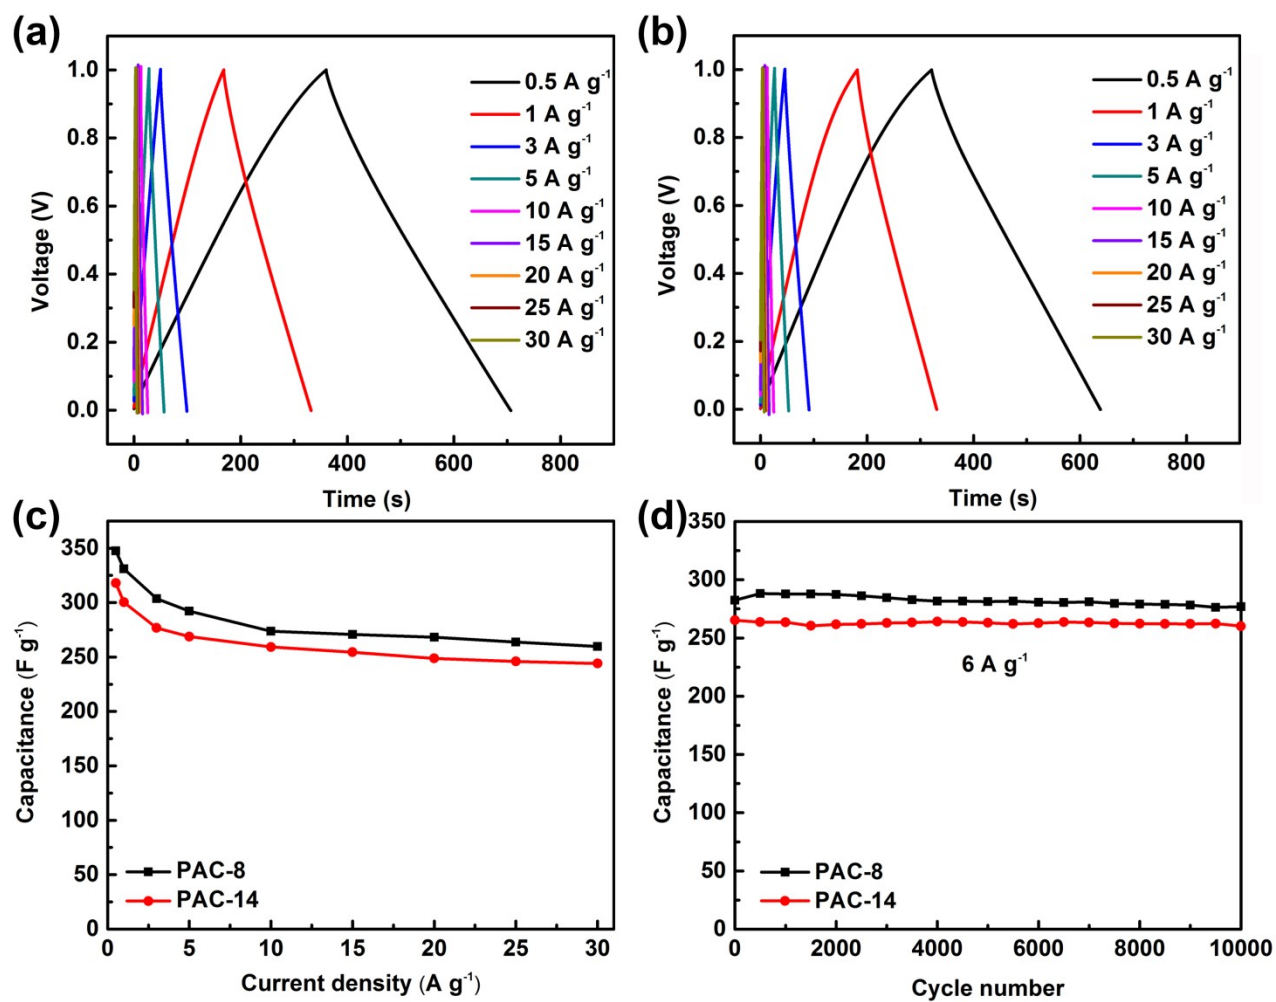 (a)
1.0
0.8
0.6
0.4
0.2
0.0
Voltage (V)
0.5 A g⁻¹
1 A g⁻¹
3 A g⁻¹
5 A g⁻¹
10 A g⁻¹
15 A g⁻¹
20 A g⁻¹
25 A g⁻¹
30 A g⁻¹
0 200 400 600 800
Time (s)
(b)
1.0
0.8
0.6
0.4
0.2
0.0
Voltage (V)
0.5 A g⁻¹
1 A g⁻¹
3 A g⁻¹
5 A g⁻¹
10 A g⁻¹
15 A g⁻¹
20 A g⁻¹
25 A g⁻¹
30 A g⁻¹
0 200 400 600 800
Time (s)
(c)
350
300
250
200
150
100
50
0
Capacitance (F g⁻¹)
PAC-8
PAC-14
0 5 10 15 20 25 30
Current density (A g⁻¹)
(d)
350
300
250
200
150
100
50
0
Capacitance (F g⁻¹)
6 A g⁻¹
PAC-8
PAC-14
0 2000 4000 6000 8000 10000
Cycle number